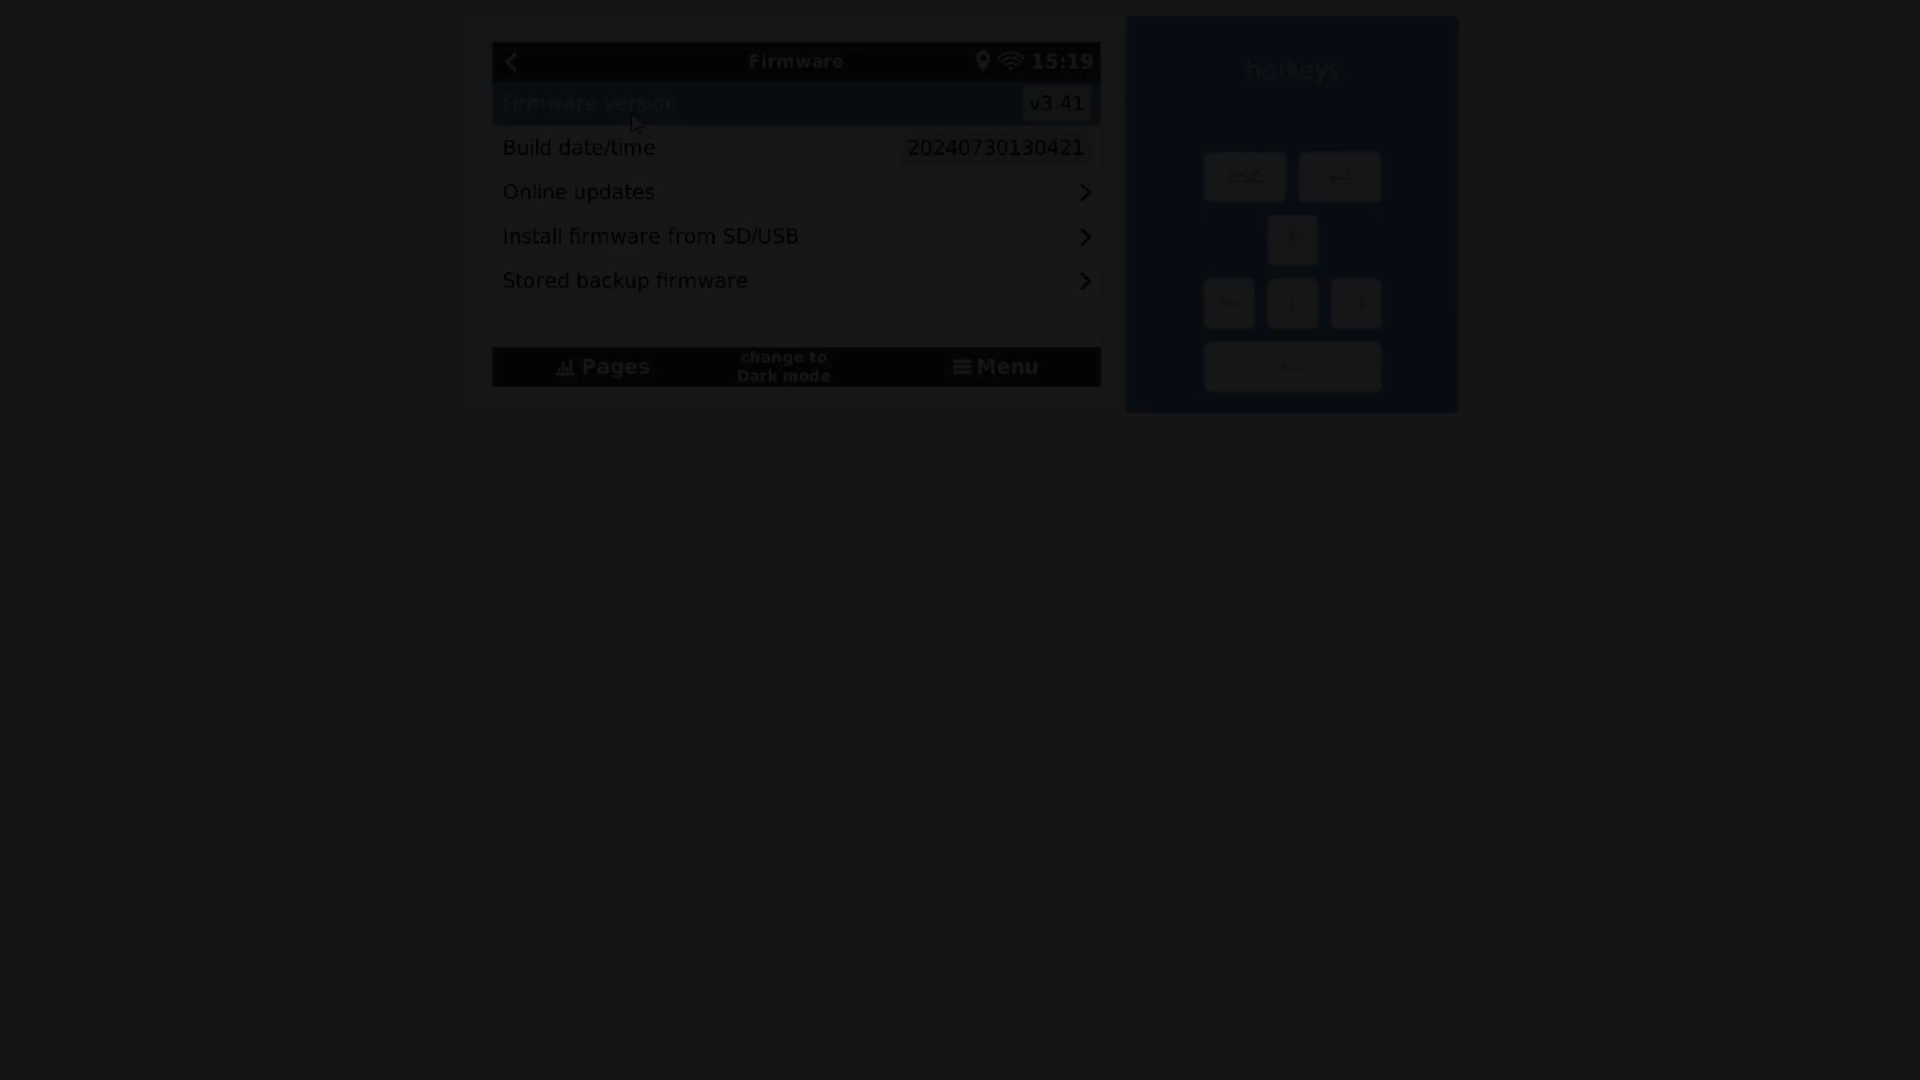 Firmware
15:19
Firmware version
v3.41
Build date/time
20240730130421
Online updates
Install firmware from SD/USB
Stored backup firmware
Pages
change to
Dark mode
Menu
hotkeys
esc